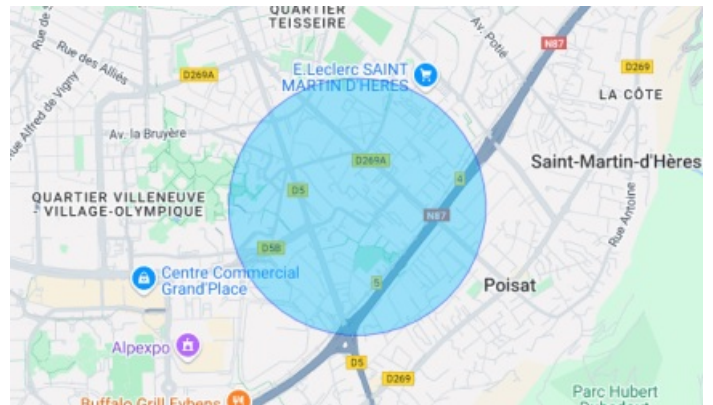 QUARTIER
TEISSEIRE
Rue des Alliés
Rue Alfred de Vigny
D269A
E.Leclerc SAINT
MARTIN D'HÈRES
Av. Potié
N87
D269
LA CÔTE
Av. la Bruyère
D269A
Saint-Martin-d'Hères
4
D5
QUARTIER VILLENEUVE
VILLAGE-OLYMPIQUE
N87
Rue Antoine
D5B
Centre Commercial
Grand'Place
5
Poisat
Alpexpo
D5
D269
Parc Hubert
Dubedout
Buffalo Grill Eybens